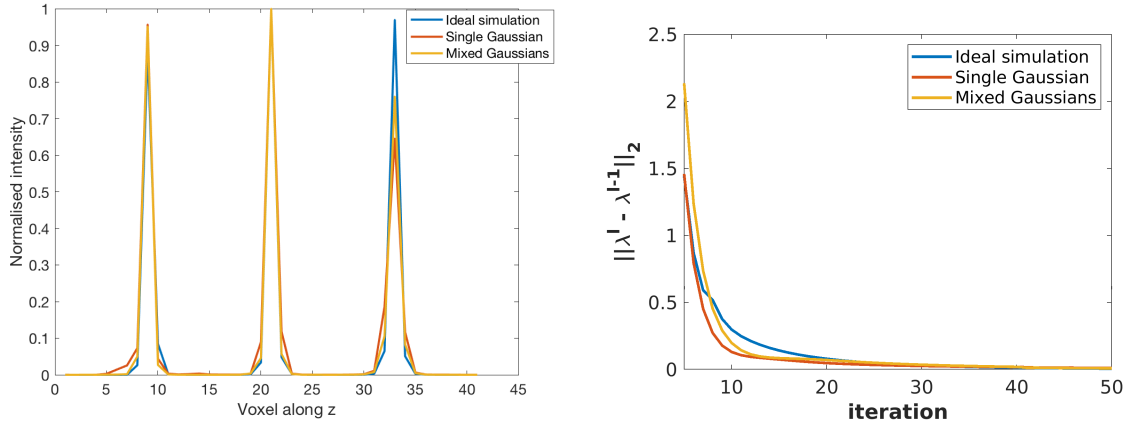 1
0.9
0.8
0.7
0.6
0.5
0.4
0.3
0.2
0.1
0
Normalised intensity
0 5 10 15 20 25 30 35 40 45
Voxel along z
Ideal simulation
Single Gaussian
Mixed Gaussians
2.5
2
1.5
1
0.5
0
||λ^l - λ^l-1||_2
10 20 30 40 50
iteration
Ideal simulation
Single Gaussian
Mixed Gaussians